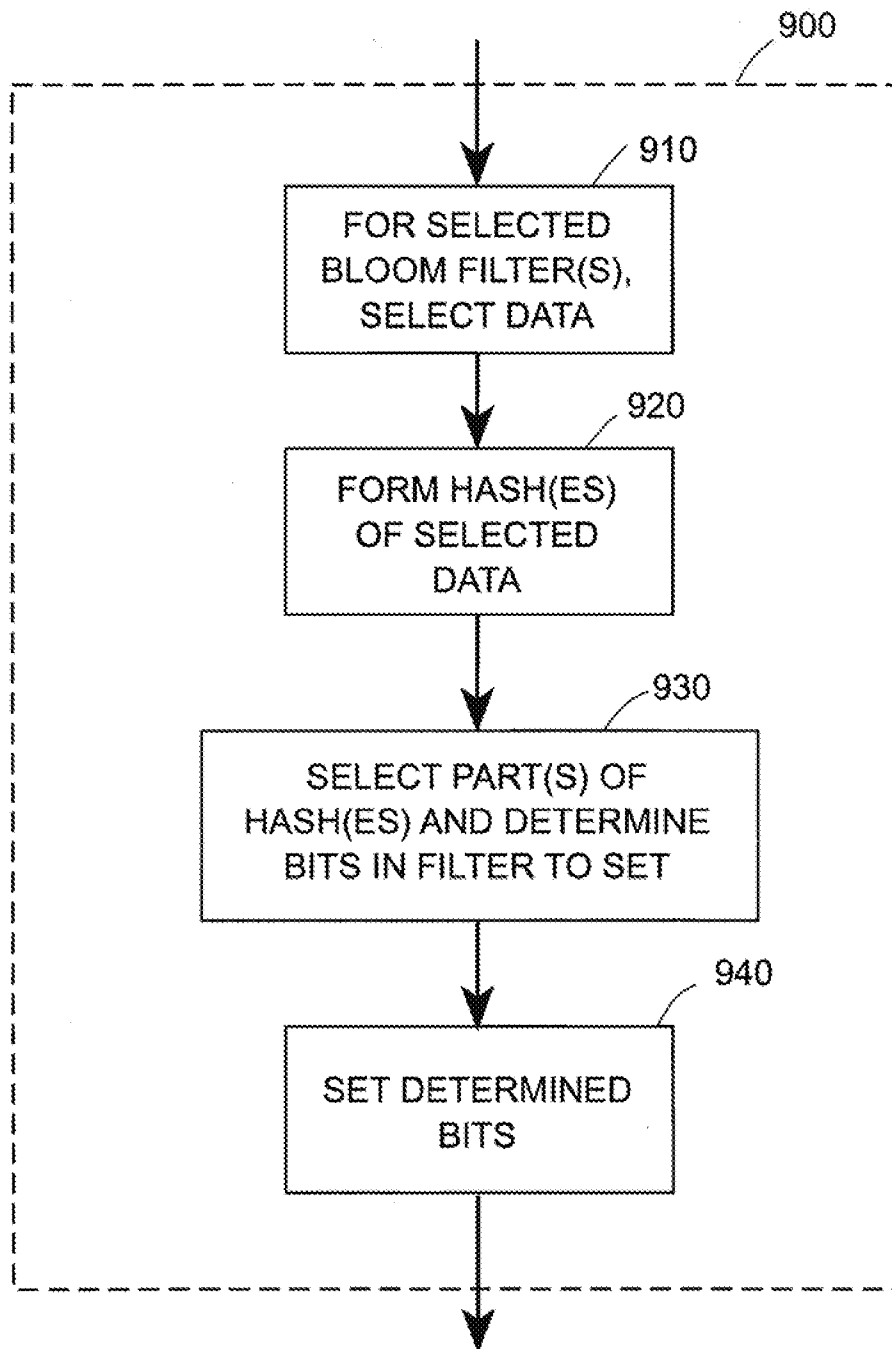 900
910
FOR SELECTED
BLOOM FILTER(S),
SELECT DATA
920
FORM HASH(ES)
OF SELECTED
DATA
930
SELECT PART(S) OF
HASH(ES) AND DETERMINE
BITS IN FILTER TO SET
940
SET DETERMINED
BITS